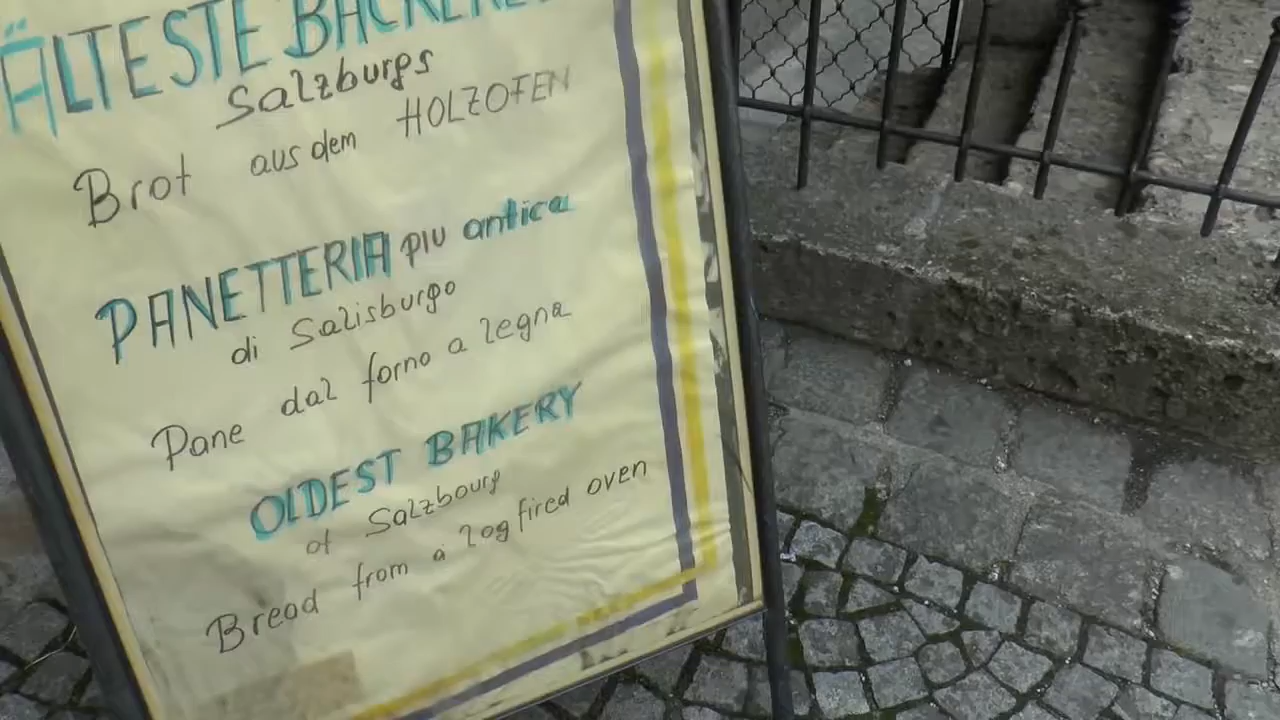 ÄLTESTE BÄCKEREI
Salzburgs
Brot aus dem HOLZOFEN
PANETTERIA PIU antica
di Salisburgo
Pane dal forno a legna
OLDEST BAKERY
of Salzbourg
Bread from a log fired oven